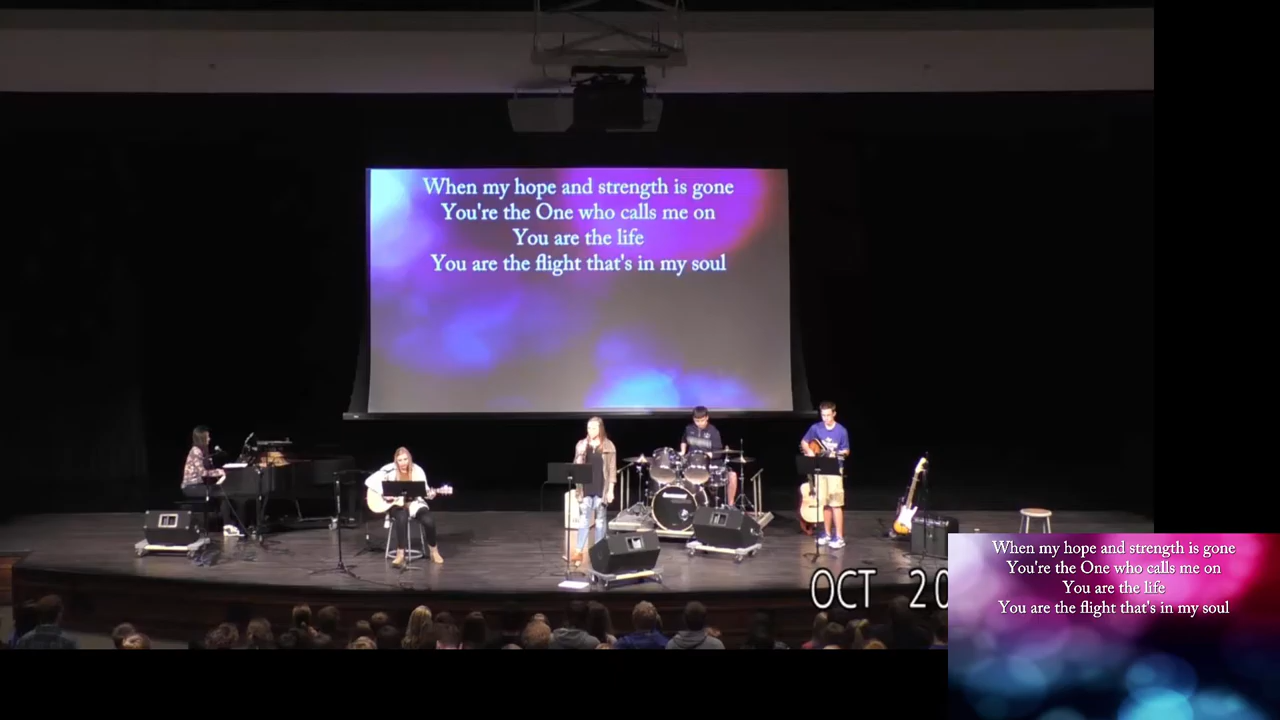 When my hope and strength is gone
You're the One who calls me on
You are the life
You are the flight that's in my soul
OCT 20
When my hope and strength is gone
You're the One who calls me on
You are the life
You are the flight that's in my soul